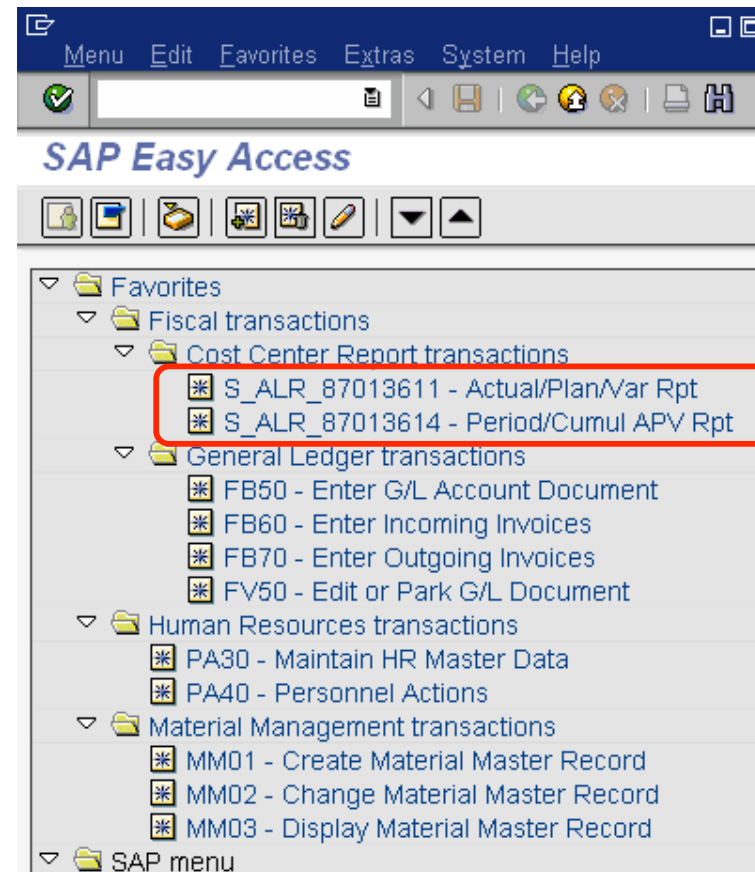 Menu Edit Favorites Extras System Help
SAP Easy Access
Favorites
Fiscal transactions
Cost Center Report transactions
S_ALR_87013611 - Actual/Plan/Var Rpt
S_ALR_87013614 - Period/Cumul APV Rpt
General Ledger transactions
FB50 - Enter G/L Account Document
FB60 - Enter Incoming Invoices
FB70 - Enter Outgoing Invoices
FV50 - Edit or Park G/L Document
Human Resources transactions
PA30 - Maintain HR Master Data
PA40 - Personnel Actions
Material Management transactions
MM01 - Create Material Master Record
MM02 - Change Material Master Record
MM03 - Display Material Master Record
SAP menu